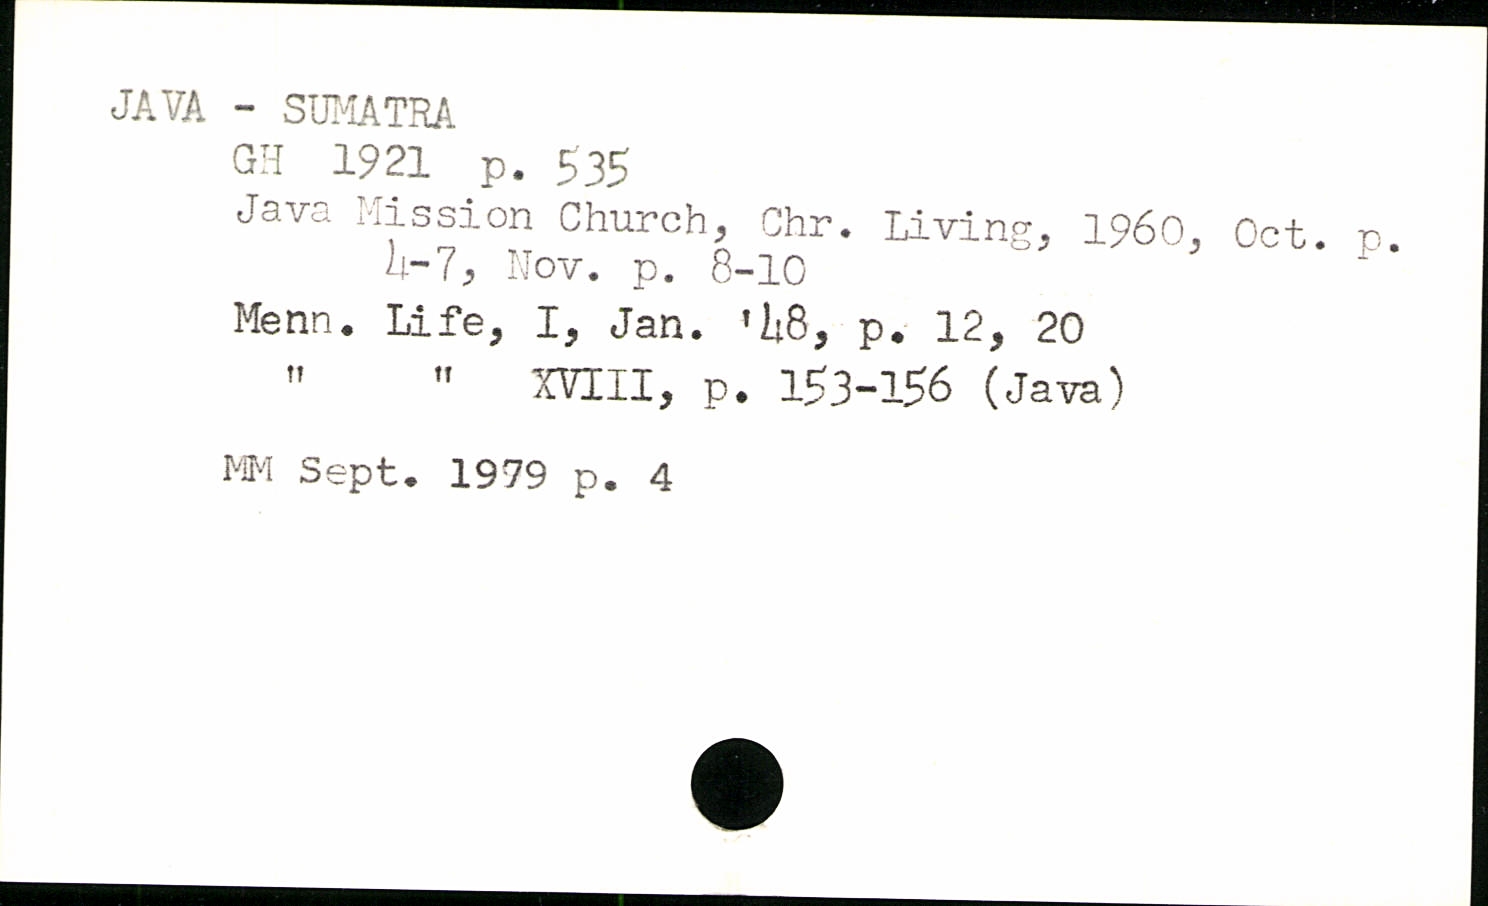 JAVA - SUMATRA
GH 1921 p. 535
Java Mission Church, Chr. Living, 1960, Oct. p.
4-7, Nov. p. 8-10
Menn. Life, I, Jan. '48, p. 12, 20
" " XVIII, p. 153-156 (Java)
MM Sept. 1979 p. 4